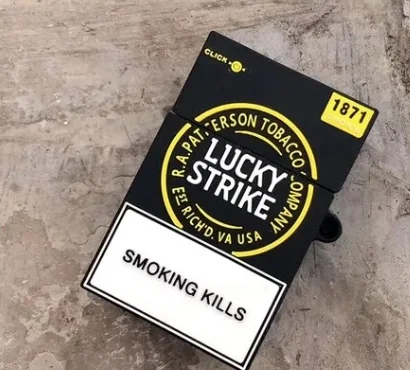 CLICK
1871
R.A.PATTERSON TOBACCO COMPANY
LUCKY
STRIKE
EST RICH'D. VA USA
SMOKING KILLS